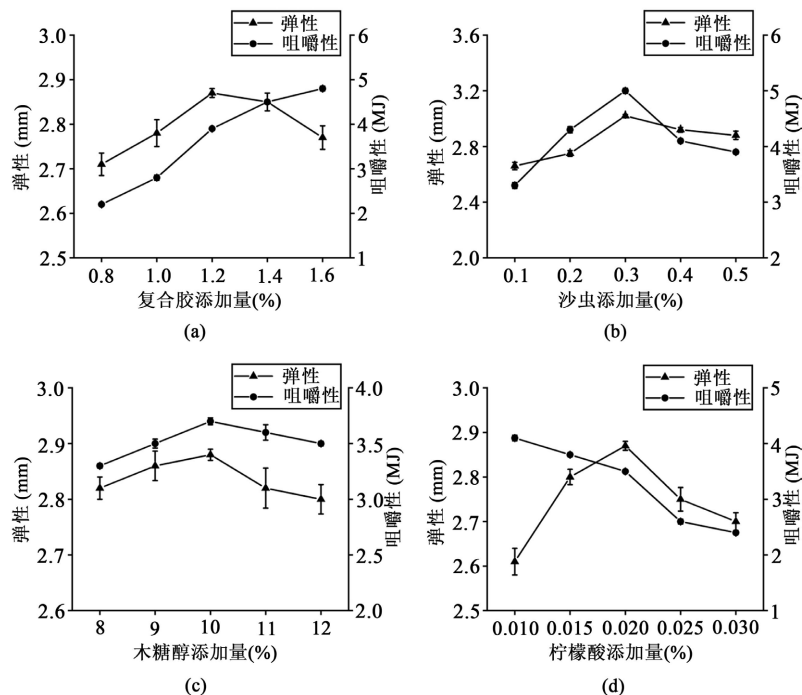 弹性
咀嚼性
3.0
2.9
2.8
2.7
2.6
2.5
弹性 (mm)
6
5
4
3
2
1
咀嚼性 (MJ)
0.8 1.0 1.2 1.4 1.6
复合胶添加量(%)
(a)
弹性
咀嚼性
3.6
3.2
2.8
2.4
2.0
弹性 (mm)
6
5
4
3
2
咀嚼性 (MJ)
0.1 0.2 0.3 0.4 0.5
沙虫添加量(%)
(b)
弹性
咀嚼性
3.0
2.9
2.8
2.7
2.6
弹性 (mm)
4.0
3.5
3.0
2.5
2.0
咀嚼性 (MJ)
8 9 10 11 12
木糖醇添加量(%)
(c)
弹性
咀嚼性
3.0
2.9
2.8
2.7
2.6
2.5
弹性 (mm)
5
4
3
2
1
咀嚼性 (MJ)
0.010 0.015 0.020 0.025 0.030
柠檬酸添加量(%)
(d)